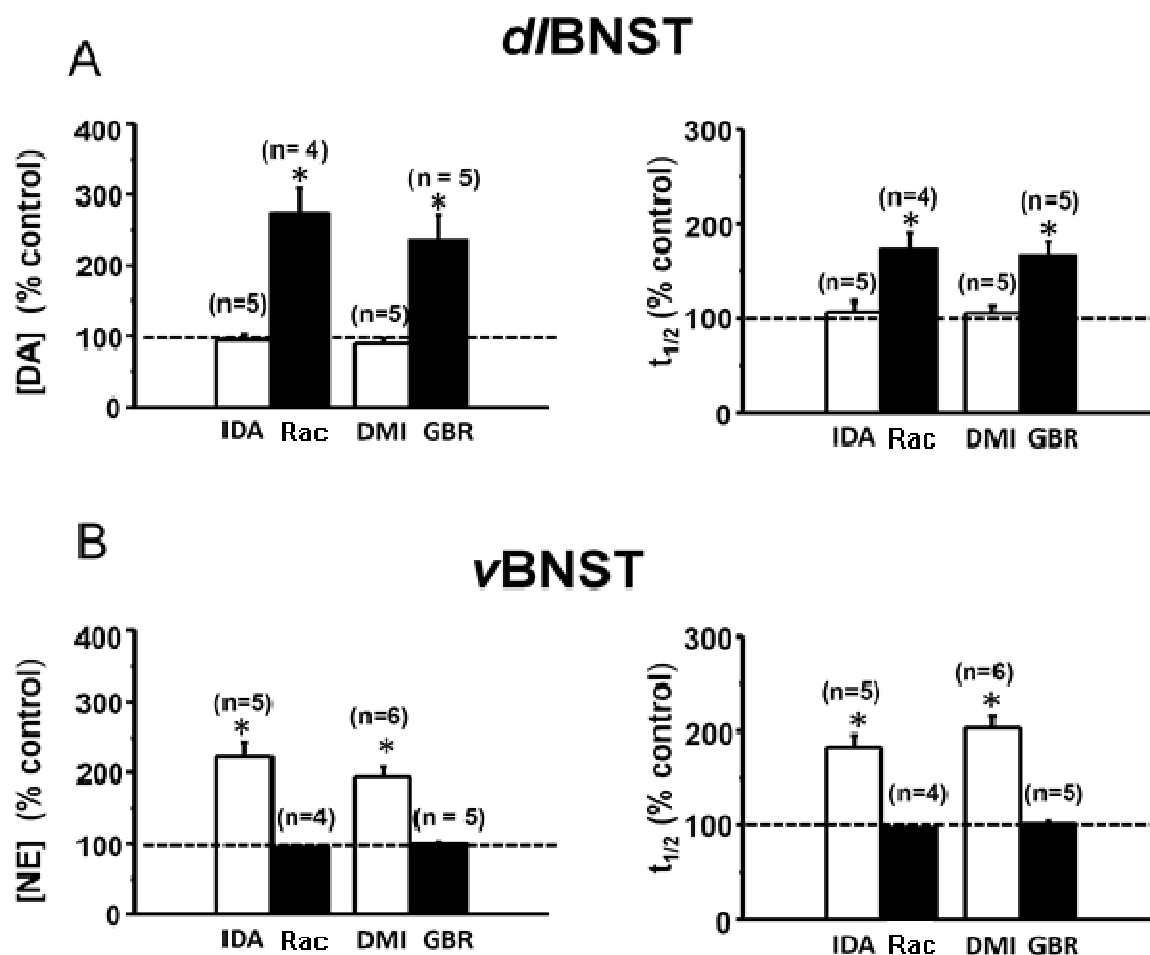 dlBNST
A
[DA] (% control)
400
300
200
100
0
(n=5)
(n= 4)
*
(n=5)
(n = 5)
*
IDA Rac DMI GBR
t1/2 (% control)
300
200
100
0
(n=5)
(n=4)
*
(n=5)
(n=5)
*
IDA Rac DMI GBR
B
vBNST
[NE] (% control)
400
300
200
100
0
(n=5)
*
(n=4)
(n=6)
*
(n = 5)
IDA Rac DMI GBR
t1/2 (% control)
300
200
100
0
(n=5)
*
(n=4)
(n=6)
*
(n=5)
IDA Rac DMI GBR